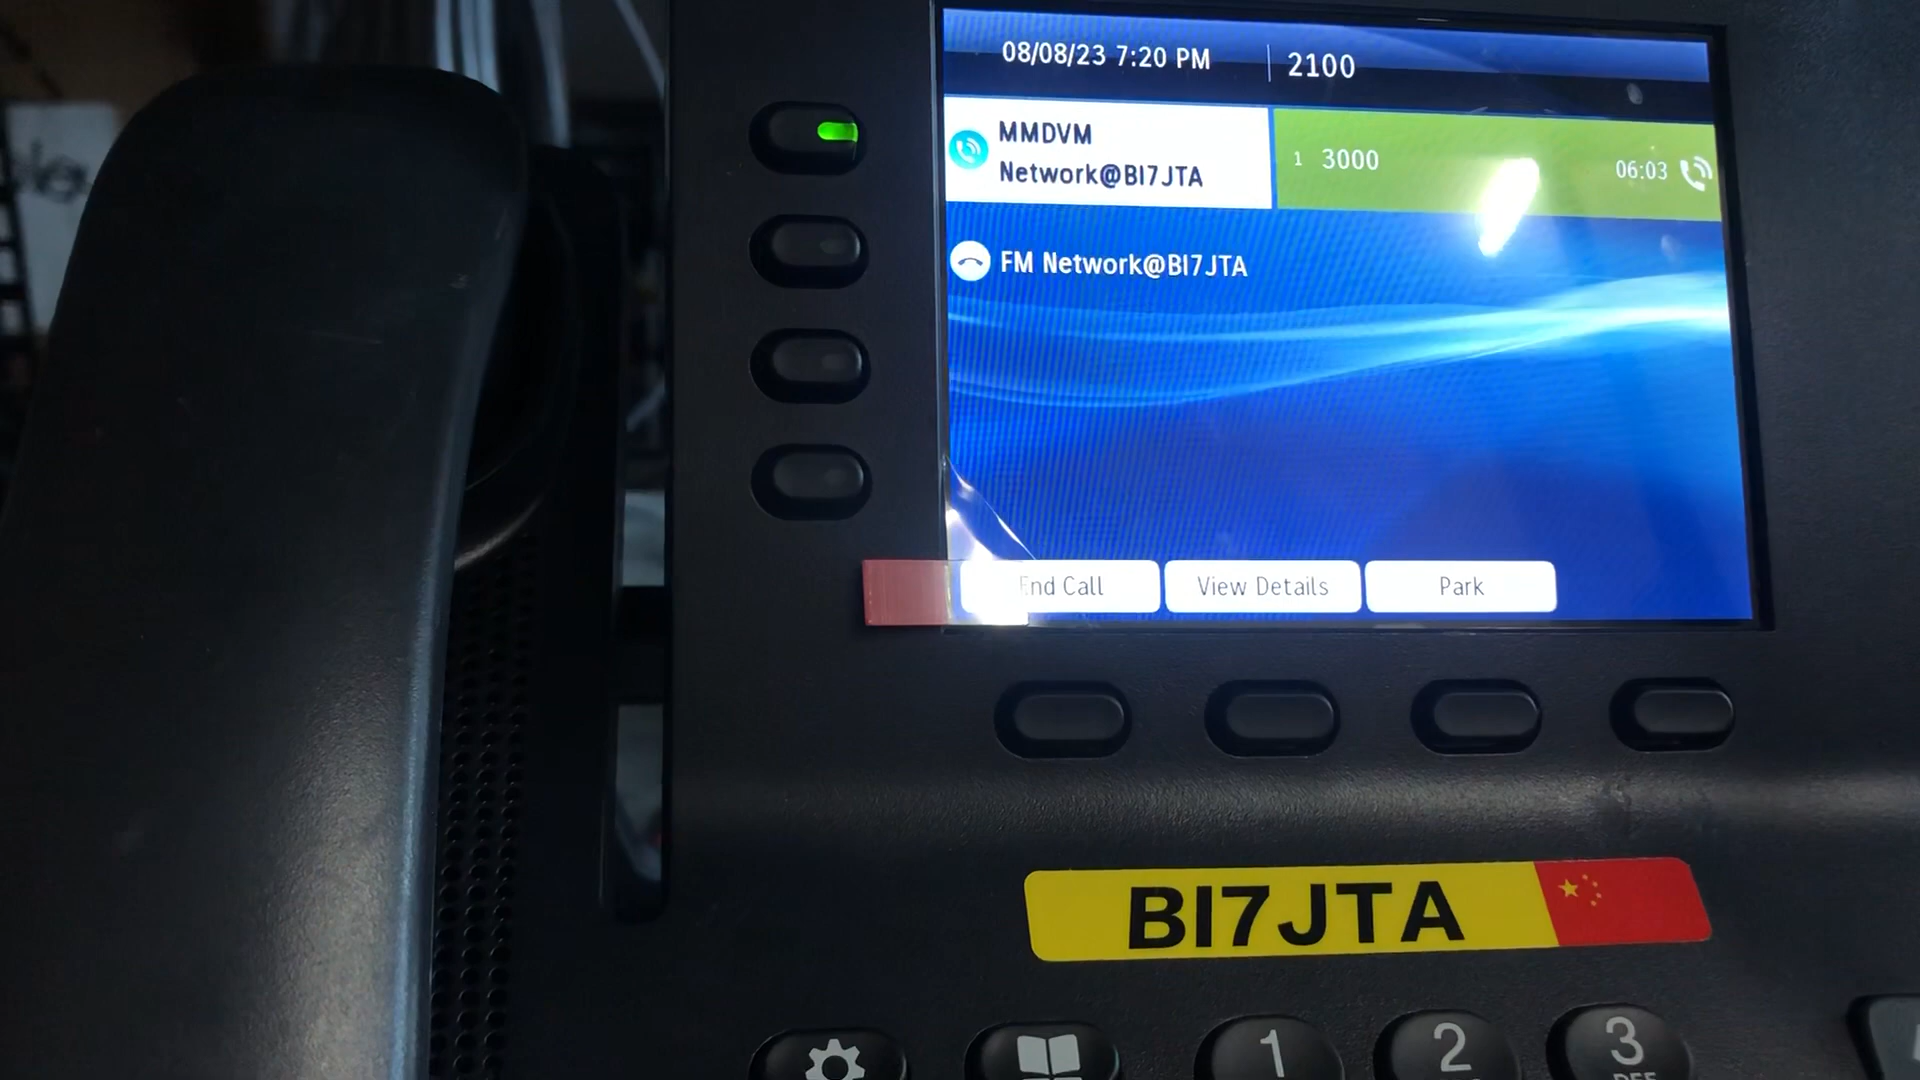 08/08/23 7:20 PM 2100
MMDVM
Network@BI7JTA
1 3000 06:03
FM Network@BI7JTA
End Call View Details Park
BI7JTA
1 2 3
DEF